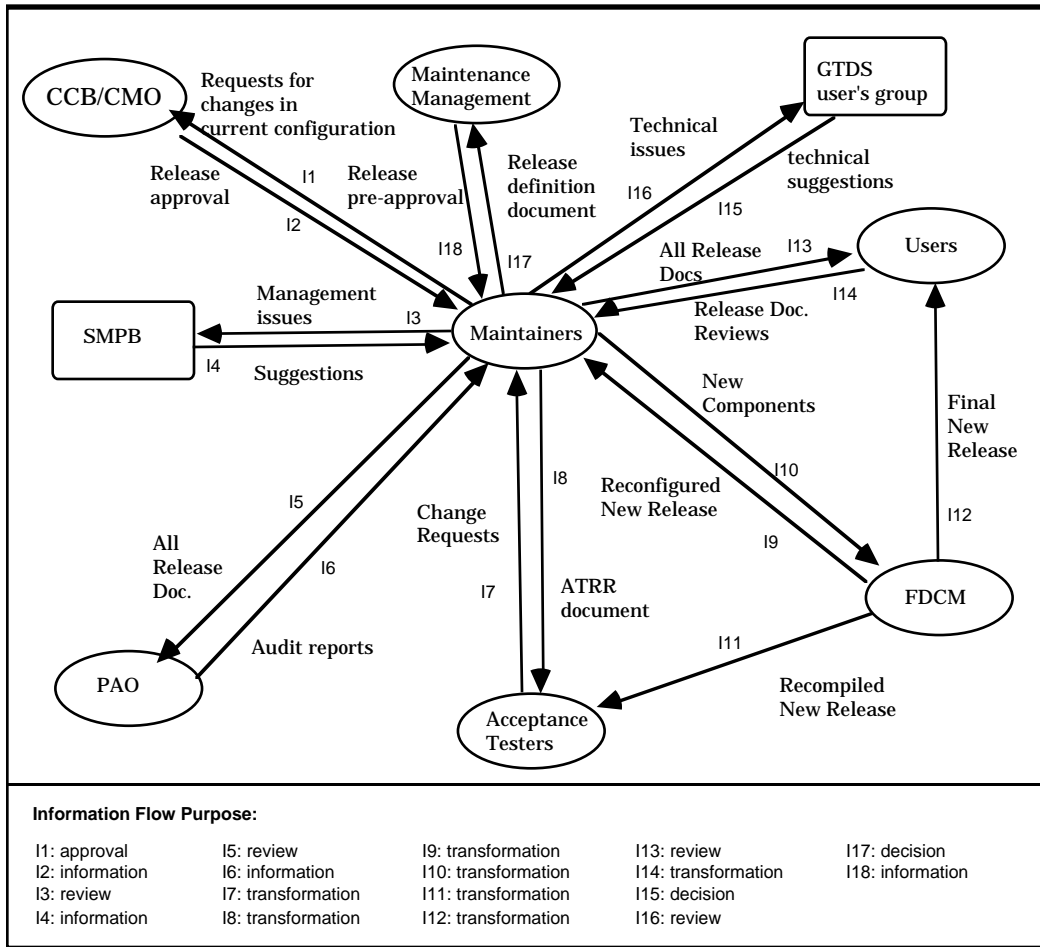 CCB/CMO
Requests for
changes in
current configuration
Maintenance
Management
GTDS
user's group
Technical
issues
technical
suggestions
Release
approval
I1
I2
Release
pre-approval
Release
definition
document
I18
I17
I16
I15
All Release
Docs
I13
Users
I14
Release Doc.
Reviews
Management
issues
I3
SMPB
I4
Suggestions
Maintainers
New
Components
Final
New
Release
I10
I12
I5
I6
Change
Requests
I7
I8
Reconfigured
New Release
I9
All
Release
Doc.
ATRR
document
FDCM
Audit reports
I11
PAO
Recompiled
New Release
Acceptance
Testers
Information Flow Purpose:
I1: approval
I2: information
I3: review
I4: information
I5: review
I6: information
I7: transformation
I8: transformation
I9: transformation
I10: transformation
I11: transformation
I12: transformation
I13: review
I14: transformation
I15: decision
I16: review
I17: decision
I18: information